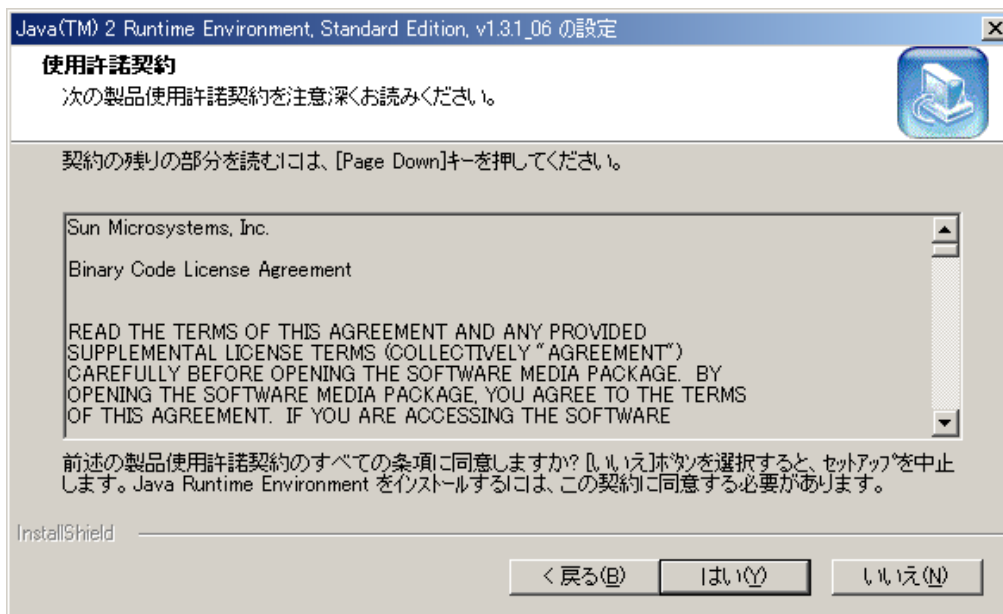 Java(TM) 2 Runtime Environment, Standard Edition, v1.3.1_06 の設定
使用許諾契約
次の製品使用許諾契約を注意深くお読みください。
契約の残りの部分を読むには、[Page Down]キーを押してください。
Sun Microsystems, Inc.
Binary Code License Agreement
READ THE TERMS OF THIS AGREEMENT AND ANY PROVIDED
SUPPLEMENTAL LICENSE TERMS (COLLECTIVELY "AGREEMENT")
CAREFULLY BEFORE OPENING THE SOFTWARE MEDIA PACKAGE.  BY
OPENING THE SOFTWARE MEDIA PACKAGE, YOU AGREE TO THE TERMS
OF THIS AGREEMENT.  IF YOU ARE ACCESSING THE SOFTWARE
前述の製品使用許諾契約のすべての条項に同意しますか? [いいえ]ボタンを選択すると、セットアップを中止
します。Java Runtime Environment をインストールするには、この契約に同意する必要があります。
InstallShield
< 戻る(B)
はい(Y)
いいえ(N)